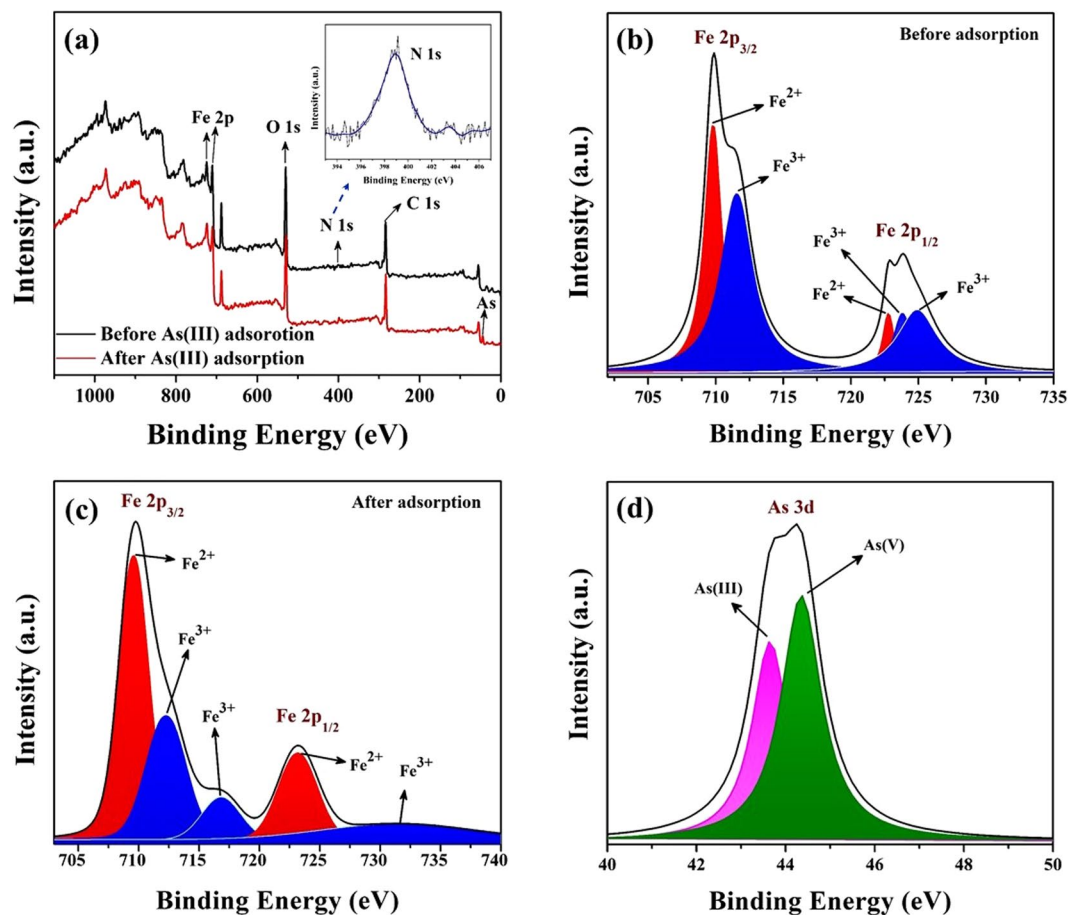 (a)
Intensity (a.u.)
Fe 2p
O 1s
N 1s
C 1s
As
Before As(III) adsorotion
After As(III) adsorption
1000 800 600 400 200 0
Binding Energy (eV)
N 1s
Intensity (a.u.)
394 396 398 400 402 404 406
Binding Energy (eV)
(b)
Before adsorption
Intensity (a.u.)
Fe 2p3/2
Fe2+
Fe3+
Fe 2p1/2
Fe3+
Fe2+
Fe3+
705 710 715 720 725 730 735
Binding Energy (eV)
(c)
After adsorption
Intensity (a.u.)
Fe 2p3/2
Fe2+
Fe3+
Fe3+
Fe 2p1/2
Fe2+
Fe3+
705 710 715 720 725 730 735 740
Binding Energy (eV)
(d)
Intensity (a.u.)
As 3d
As(III)
As(V)
40 42 44 46 48 50
Binding Energy (eV)